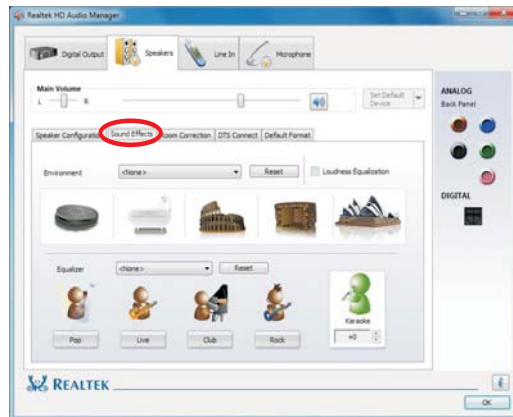 Realtek HD Audio Manager
Digital Output
Speakers
Line In
Microphone
Main Volume
L
R
Set Default Device
ANALOG
Back Panel
Speaker Configuration
Sound Effects
Room Correction
DTS Connect
Default Format
Environment
<None>
Reset
Loudness Equalization
DIGITAL
Equalizer
<None>
Reset
Pop
Live
Club
Rock
Karaoke
+0
REALTEK
i
OK